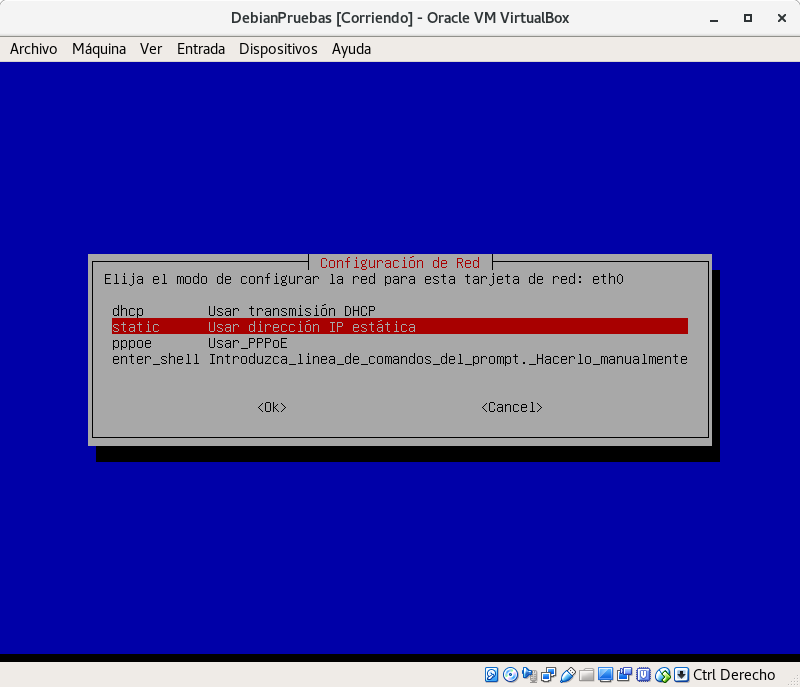 DebianPruebas [Corriendo] - Oracle VM VirtualBox
Archivo Máquina Ver Entrada Dispositivos Ayuda
Configuración de Red
Elija el modo de configurar la red para esta tarjeta de red: eth0
dhcp Usar transmisión DHCP
static Usar dirección IP estática
pppoe Usar_PPPoE
enter_shell Introduzca_linea_de_comandos_del_prompt._Hacerlo_manualmente
<Ok> <Cancel>
Ctrl Derecho